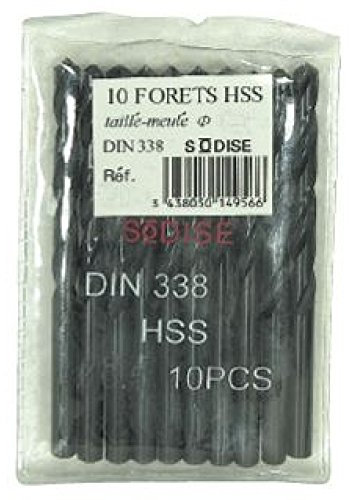 10 FORETS HSS
taille-meule Φ
DIN 338 SODISE
Réf.
3 438030 149566
SODISE
DIN 338
HSS
10PCS